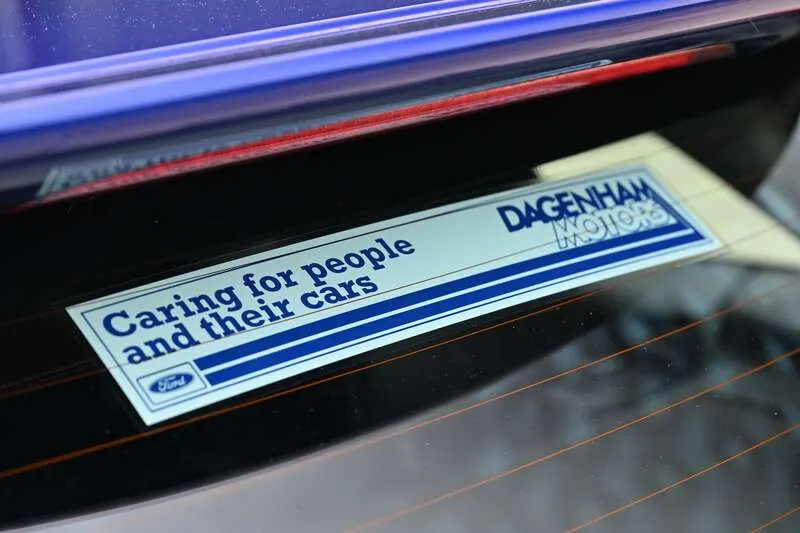 DAGENHAM
MOTORS
Caring for people
and their cars
Ford